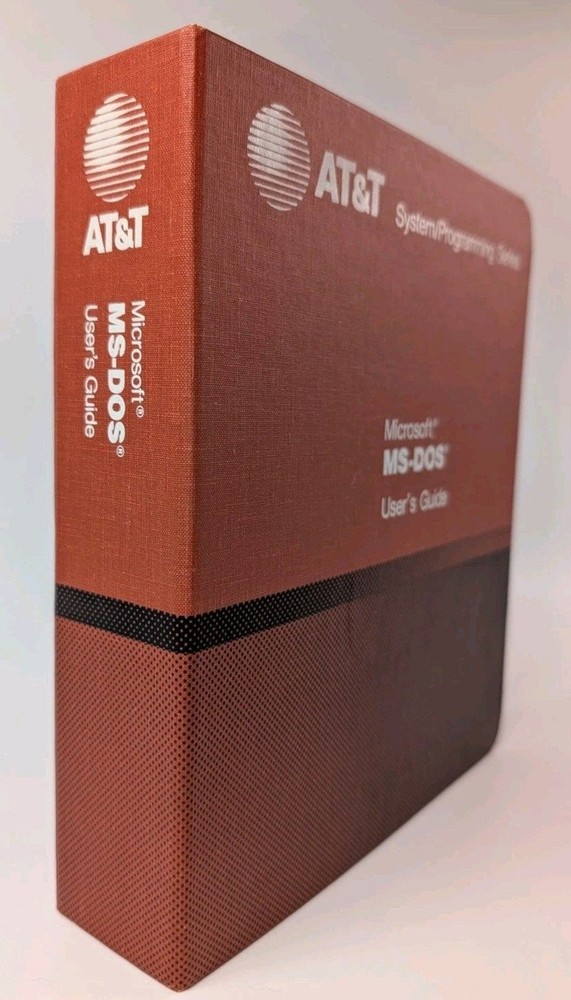 AT&T
Microsoft®
MS-DOS®
User's Guide
AT&T System/Programming Series
Microsoft®
MS-DOS®
User's Guide